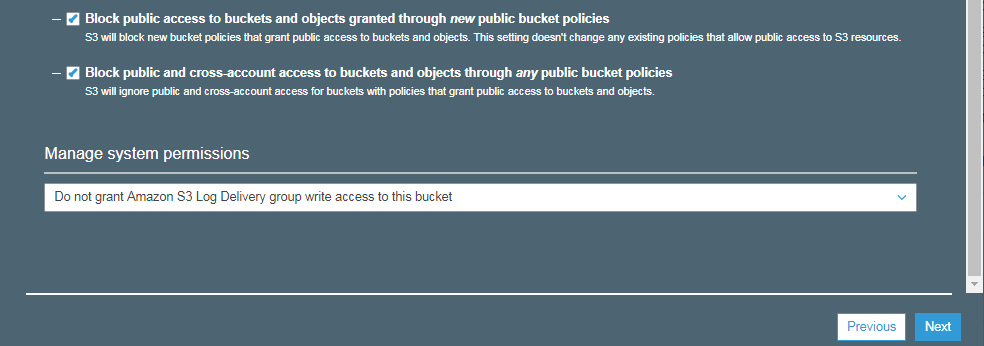 Block public access to buckets and objects granted through new public bucket policies
S3 will block new bucket policies that grant public access to buckets and objects. This setting doesn't change any existing policies that allow public access to S3 resources.
Block public and cross-account access to buckets and objects through any public bucket policies
S3 will ignore public and cross-account access for buckets with policies that grant public access to buckets and objects.
Manage system permissions
Do not grant Amazon S3 Log Delivery group write access to this bucket
Previous
Next